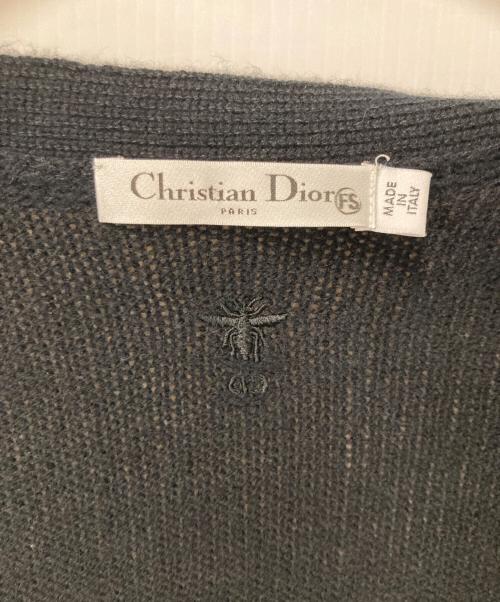 Christian Dior
PARIS
FS
MADE
IN
ITALY